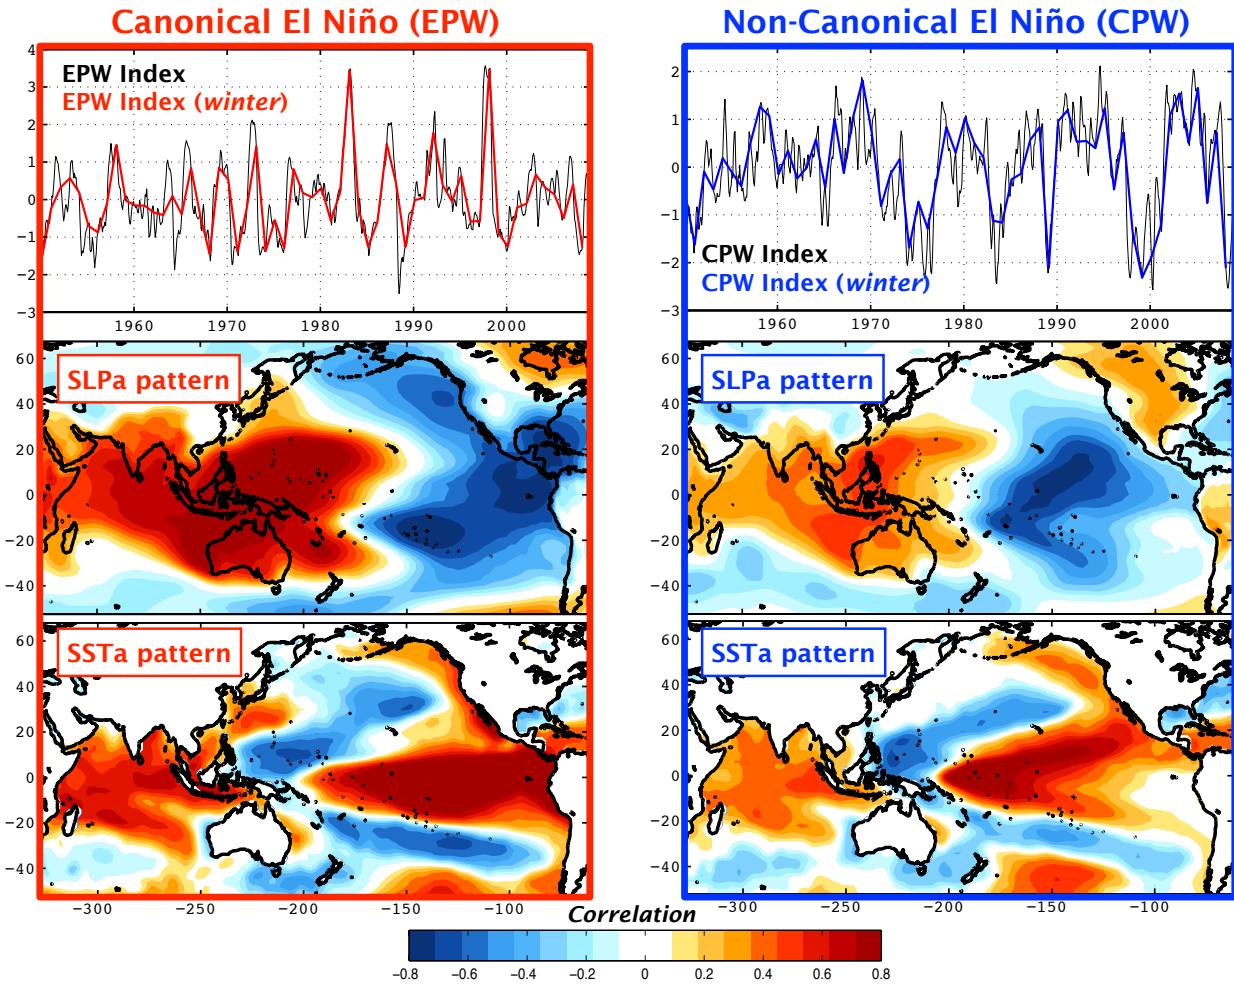 Canonical El Niño (EPW)
Non-Canonical El Niño (CPW)
4
3
2
1
0
−1
−2
−3
EPW Index
EPW Index (winter)
1960 1970 1980 1990 2000
2
1
0
−1
−2
−3
CPW Index
CPW Index (winter)
1960 1970 1980 1990 2000
60
40
20
0
−20
−40
SLPa pattern
60
40
20
0
−20
−40
SLPa pattern
60
40
20
0
−20
−40
SSTa pattern
−300 −200 −150 −100
60
40
20
0
−20
−40
SSTa pattern
−300 −250 −200 −150 −100
Correlation
−0.8 −0.6 −0.4 −0.2 0 0.2 0.4 0.6 0.8